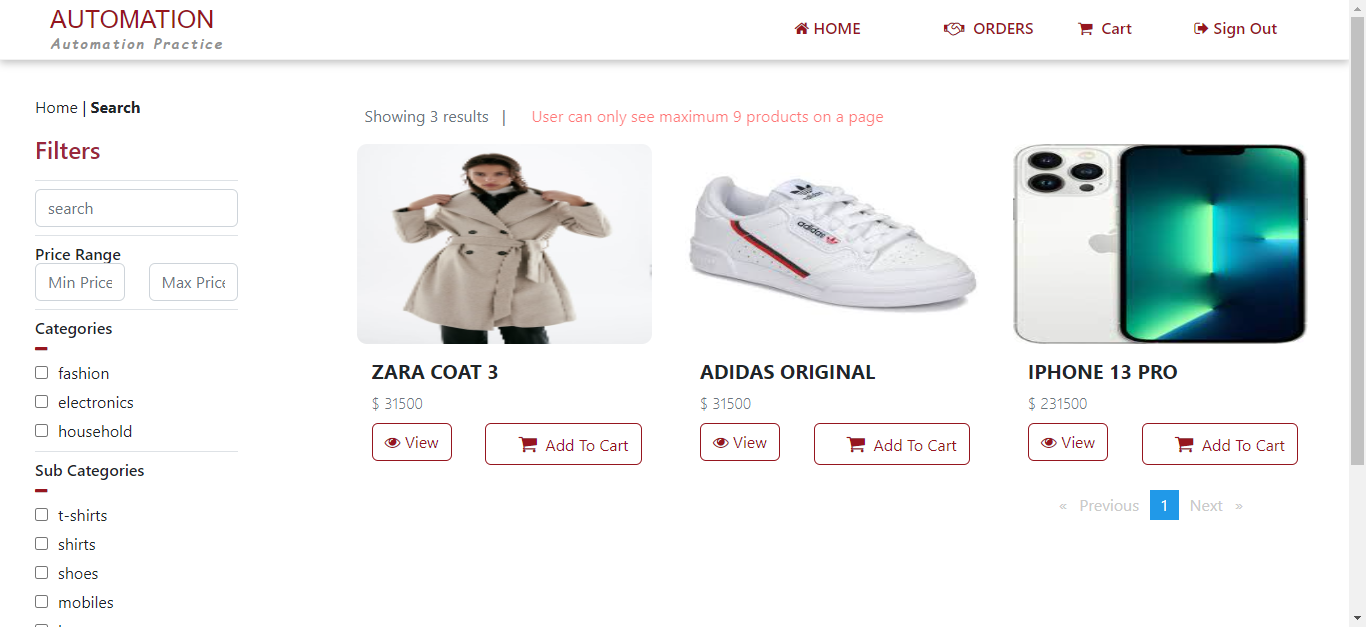 AUTOMATION
Automation Practice
HOME
ORDERS
Cart
Sign Out
Home | Search
Showing 3 results |
User can only see maximum 9 products on a page
Filters
search
Price Range
Min Price
Max Price
Categories
fashion
electronics
household
Sub Categories
t-shirts
shirts
shoes
mobiles
adidas
ZARA COAT 3
$ 31500
View
Add To Cart
ADIDAS ORIGINAL
$ 31500
View
Add To Cart
IPHONE 13 PRO
$ 231500
View
Add To Cart
« Previous 1 Next »